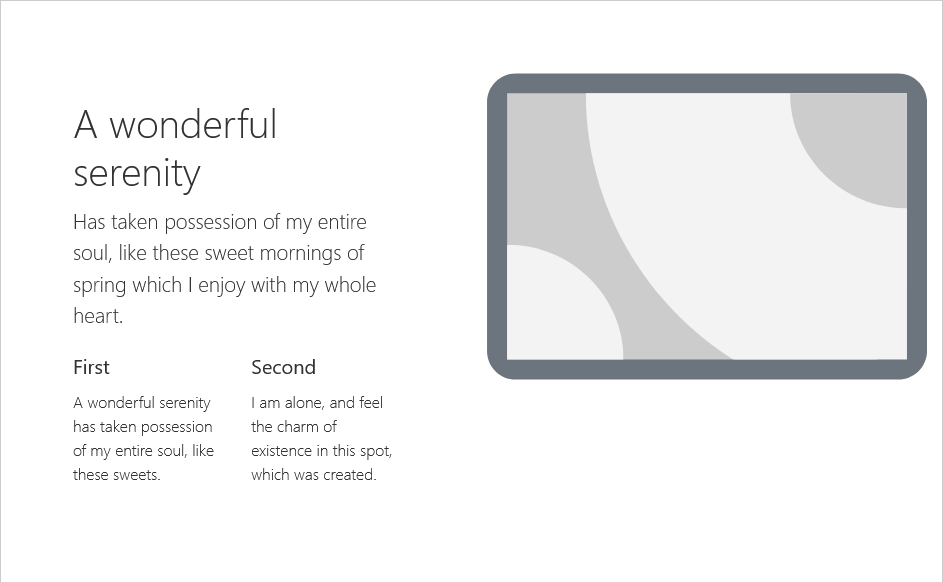 A wonderful
serenity
Has taken possession of my entire
soul, like these sweet mornings of
spring which I enjoy with my whole
heart.
First
A wonderful serenity
has taken possession
of my entire soul, like
these sweets.
Second
I am alone, and feel
the charm of
existence in this spot,
which was created.